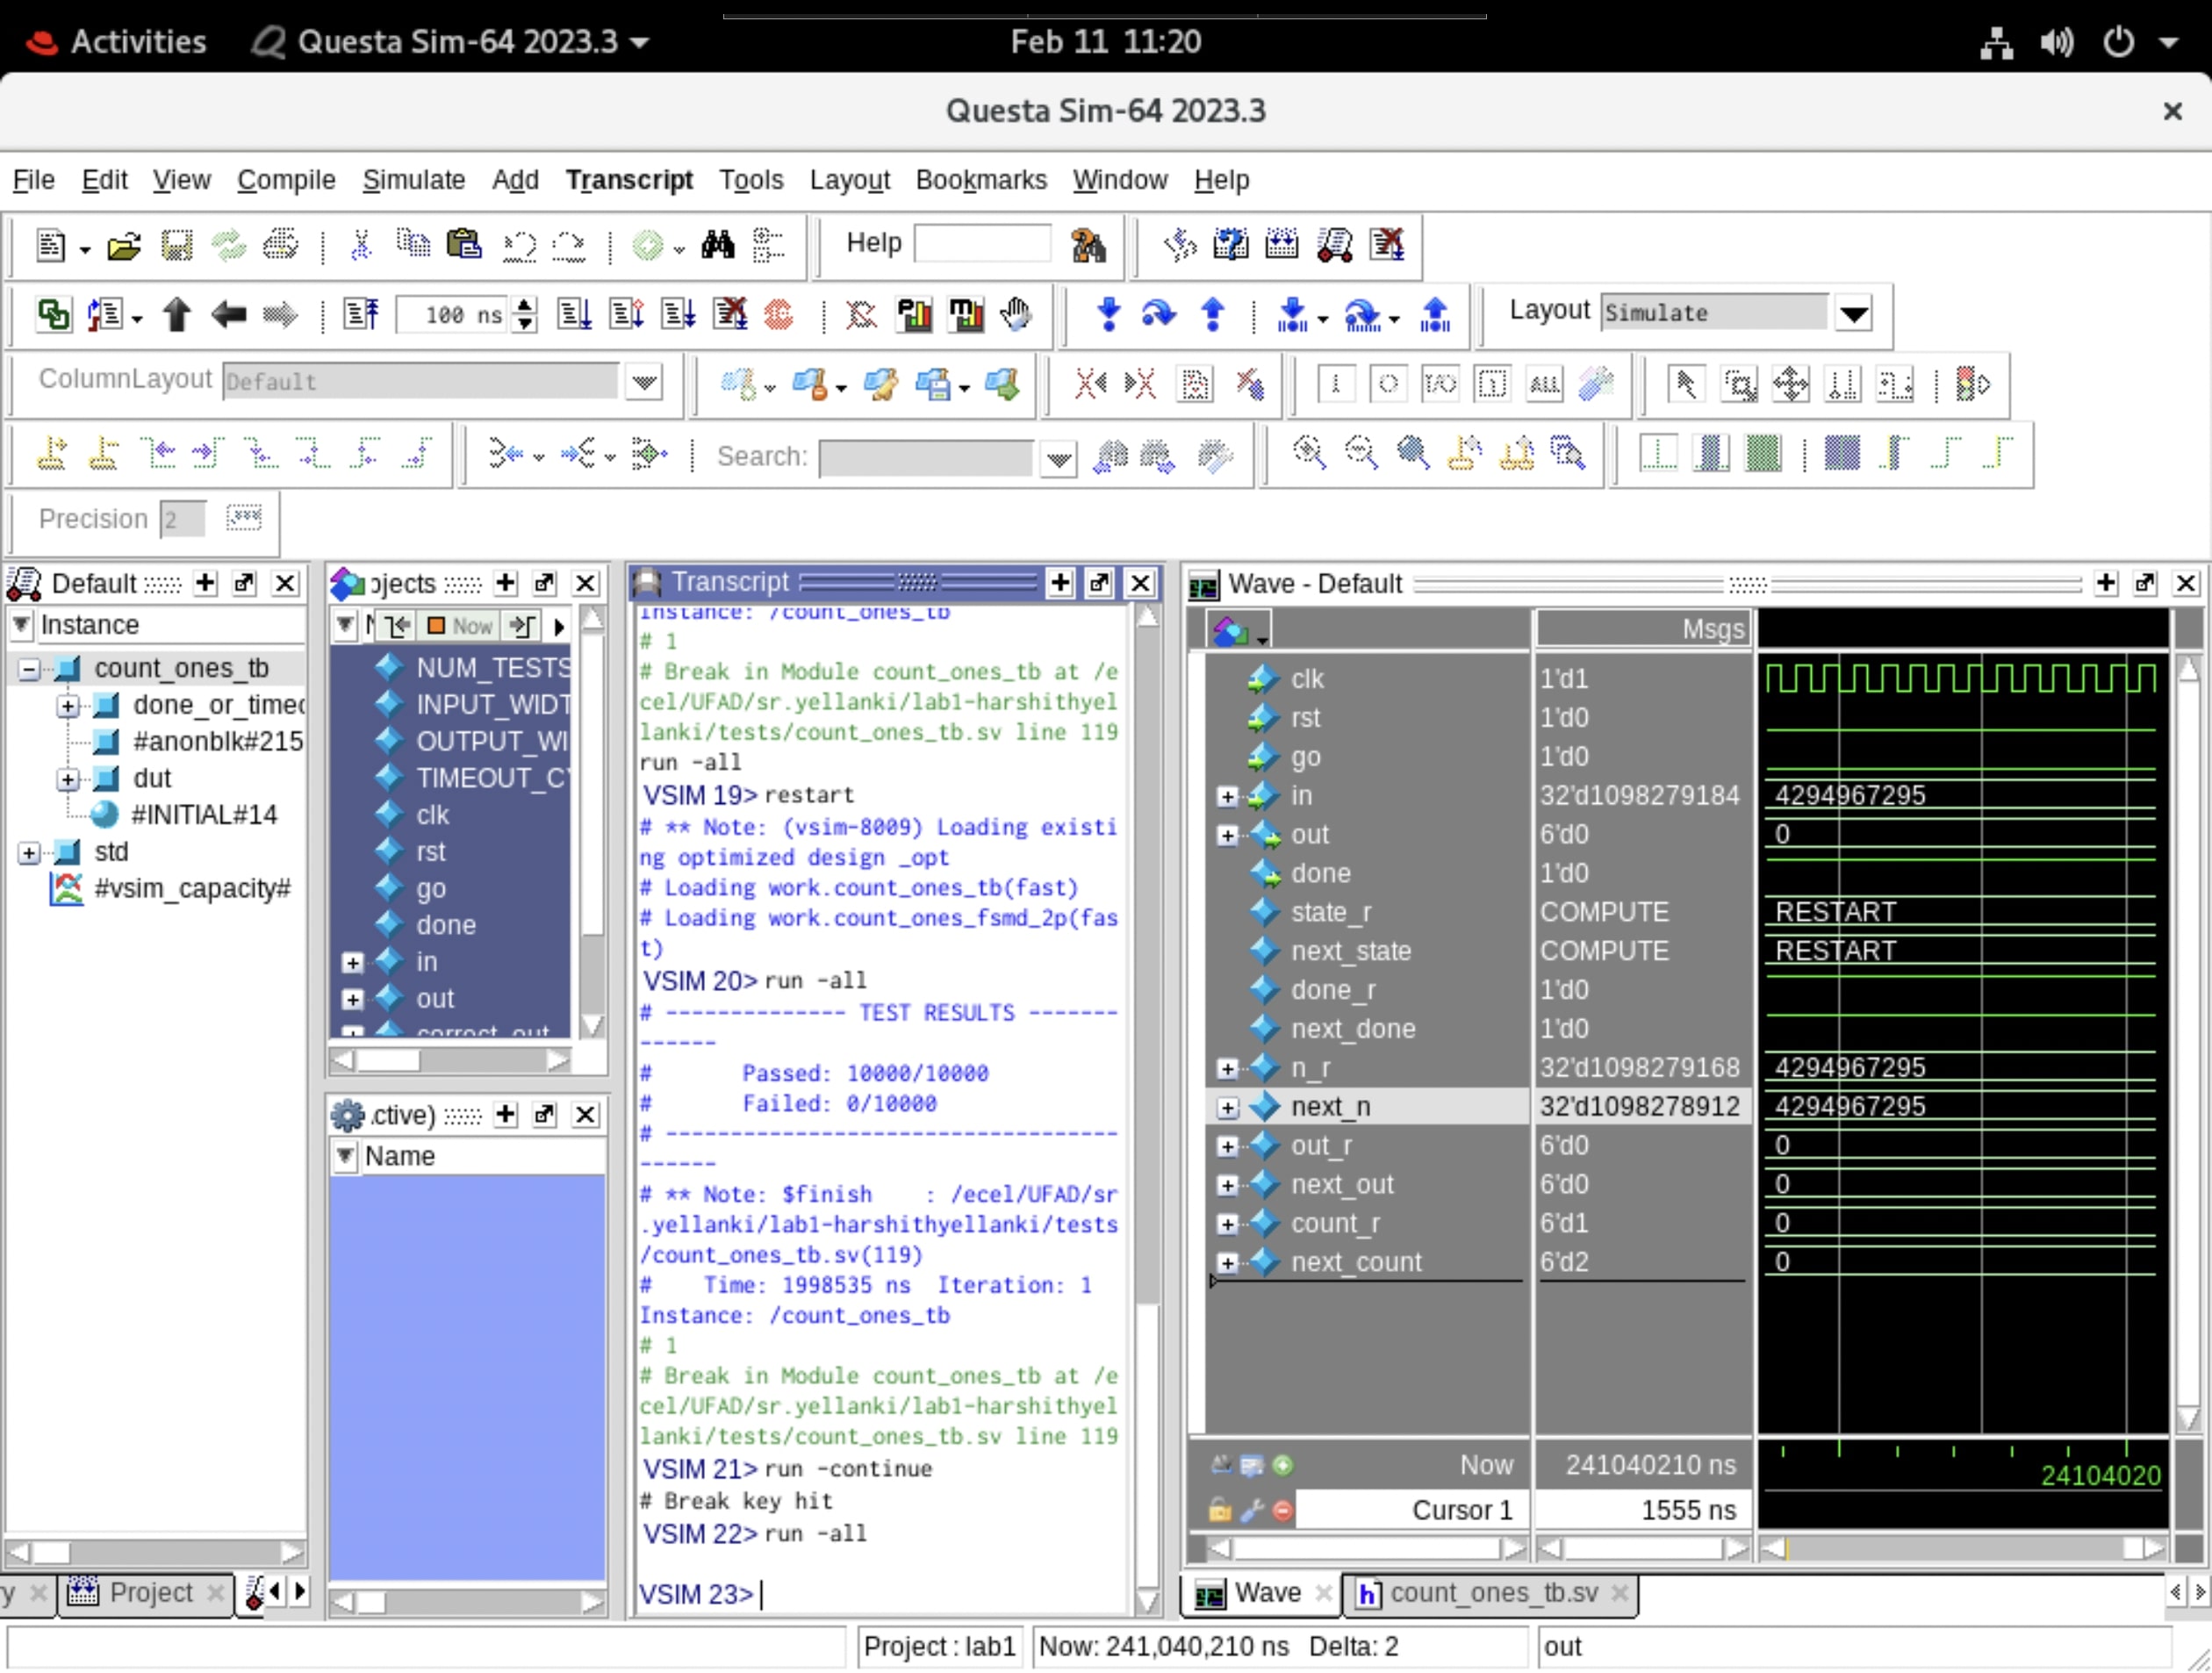 Activities
Questa Sim-64 2023.3
Feb 11 11:20
Questa Sim-64 2023.3
File Edit View Compile Simulate Add Transcript Tools Layout Bookmarks Window Help
Help
100 ns
Layout Simulate
ColumnLayout Default
Search:
Precision 2
Default
Instance
count_ones_tb
done_or_timeo
#anonblk#215
dut
#INITIAL#14
std
#vsim_capacity#
Project
bjects
Now
NUM_TESTS
INPUT_WIDT
OUTPUT_WI
TIMEOUT_CY
clk
rst
go
done
in
out
correct_out
.ctive)
Name
Transcript
Instance: /count_ones_tb
# 1
# Break in Module count_ones_tb at /e
cel/UFAD/sr.yellanki/lab1-harshithyel
lanki/tests/count_ones_tb.sv line 119
run -all
VSIM 19> restart
# ** Note: (vsim-8009) Loading existi
ng optimized design _opt
# Loading work.count_ones_tb(fast)
# Loading work.count_ones_fsmd_2p(fas
t)
VSIM 20> run -all
# -------------- TEST RESULTS -------
------
#       Passed: 10000/10000
#       Failed: 0/10000
# -----------------------------------
------
# ** Note: $finish    : /ecel/UFAD/sr
.yellanki/lab1-harshithyellanki/tests
/count_ones_tb.sv(119)
#    Time: 1998535 ns  Iteration: 1
Instance: /count_ones_tb
# 1
# Break in Module count_ones_tb at /e
cel/UFAD/sr.yellanki/lab1-harshithyel
lanki/tests/count_ones_tb.sv line 119
VSIM 21> run -continue
# Break key hit
VSIM 22> run -all
VSIM 23>
Wave - Default
Msgs
clk 1'd1
rst 1'd0
go 1'd0
in 32'd1098279184 4294967295
out 6'd0 0
done 1'd0
state_r COMPUTE RESTART
next_state COMPUTE RESTART
done_r 1'd0
next_done 1'd0
n_r 32'd1098279168 4294967295
next_n 32'd1098278912 4294967295
out_r 6'd0 0
next_out 6'd0 0
count_r 6'd1 0
next_count 6'd2 0
Now 241040210 ns 24104020
Cursor 1 1555 ns
Wave count_ones_tb.sv
Project : lab1 Now: 241,040,210 ns Delta: 2 out